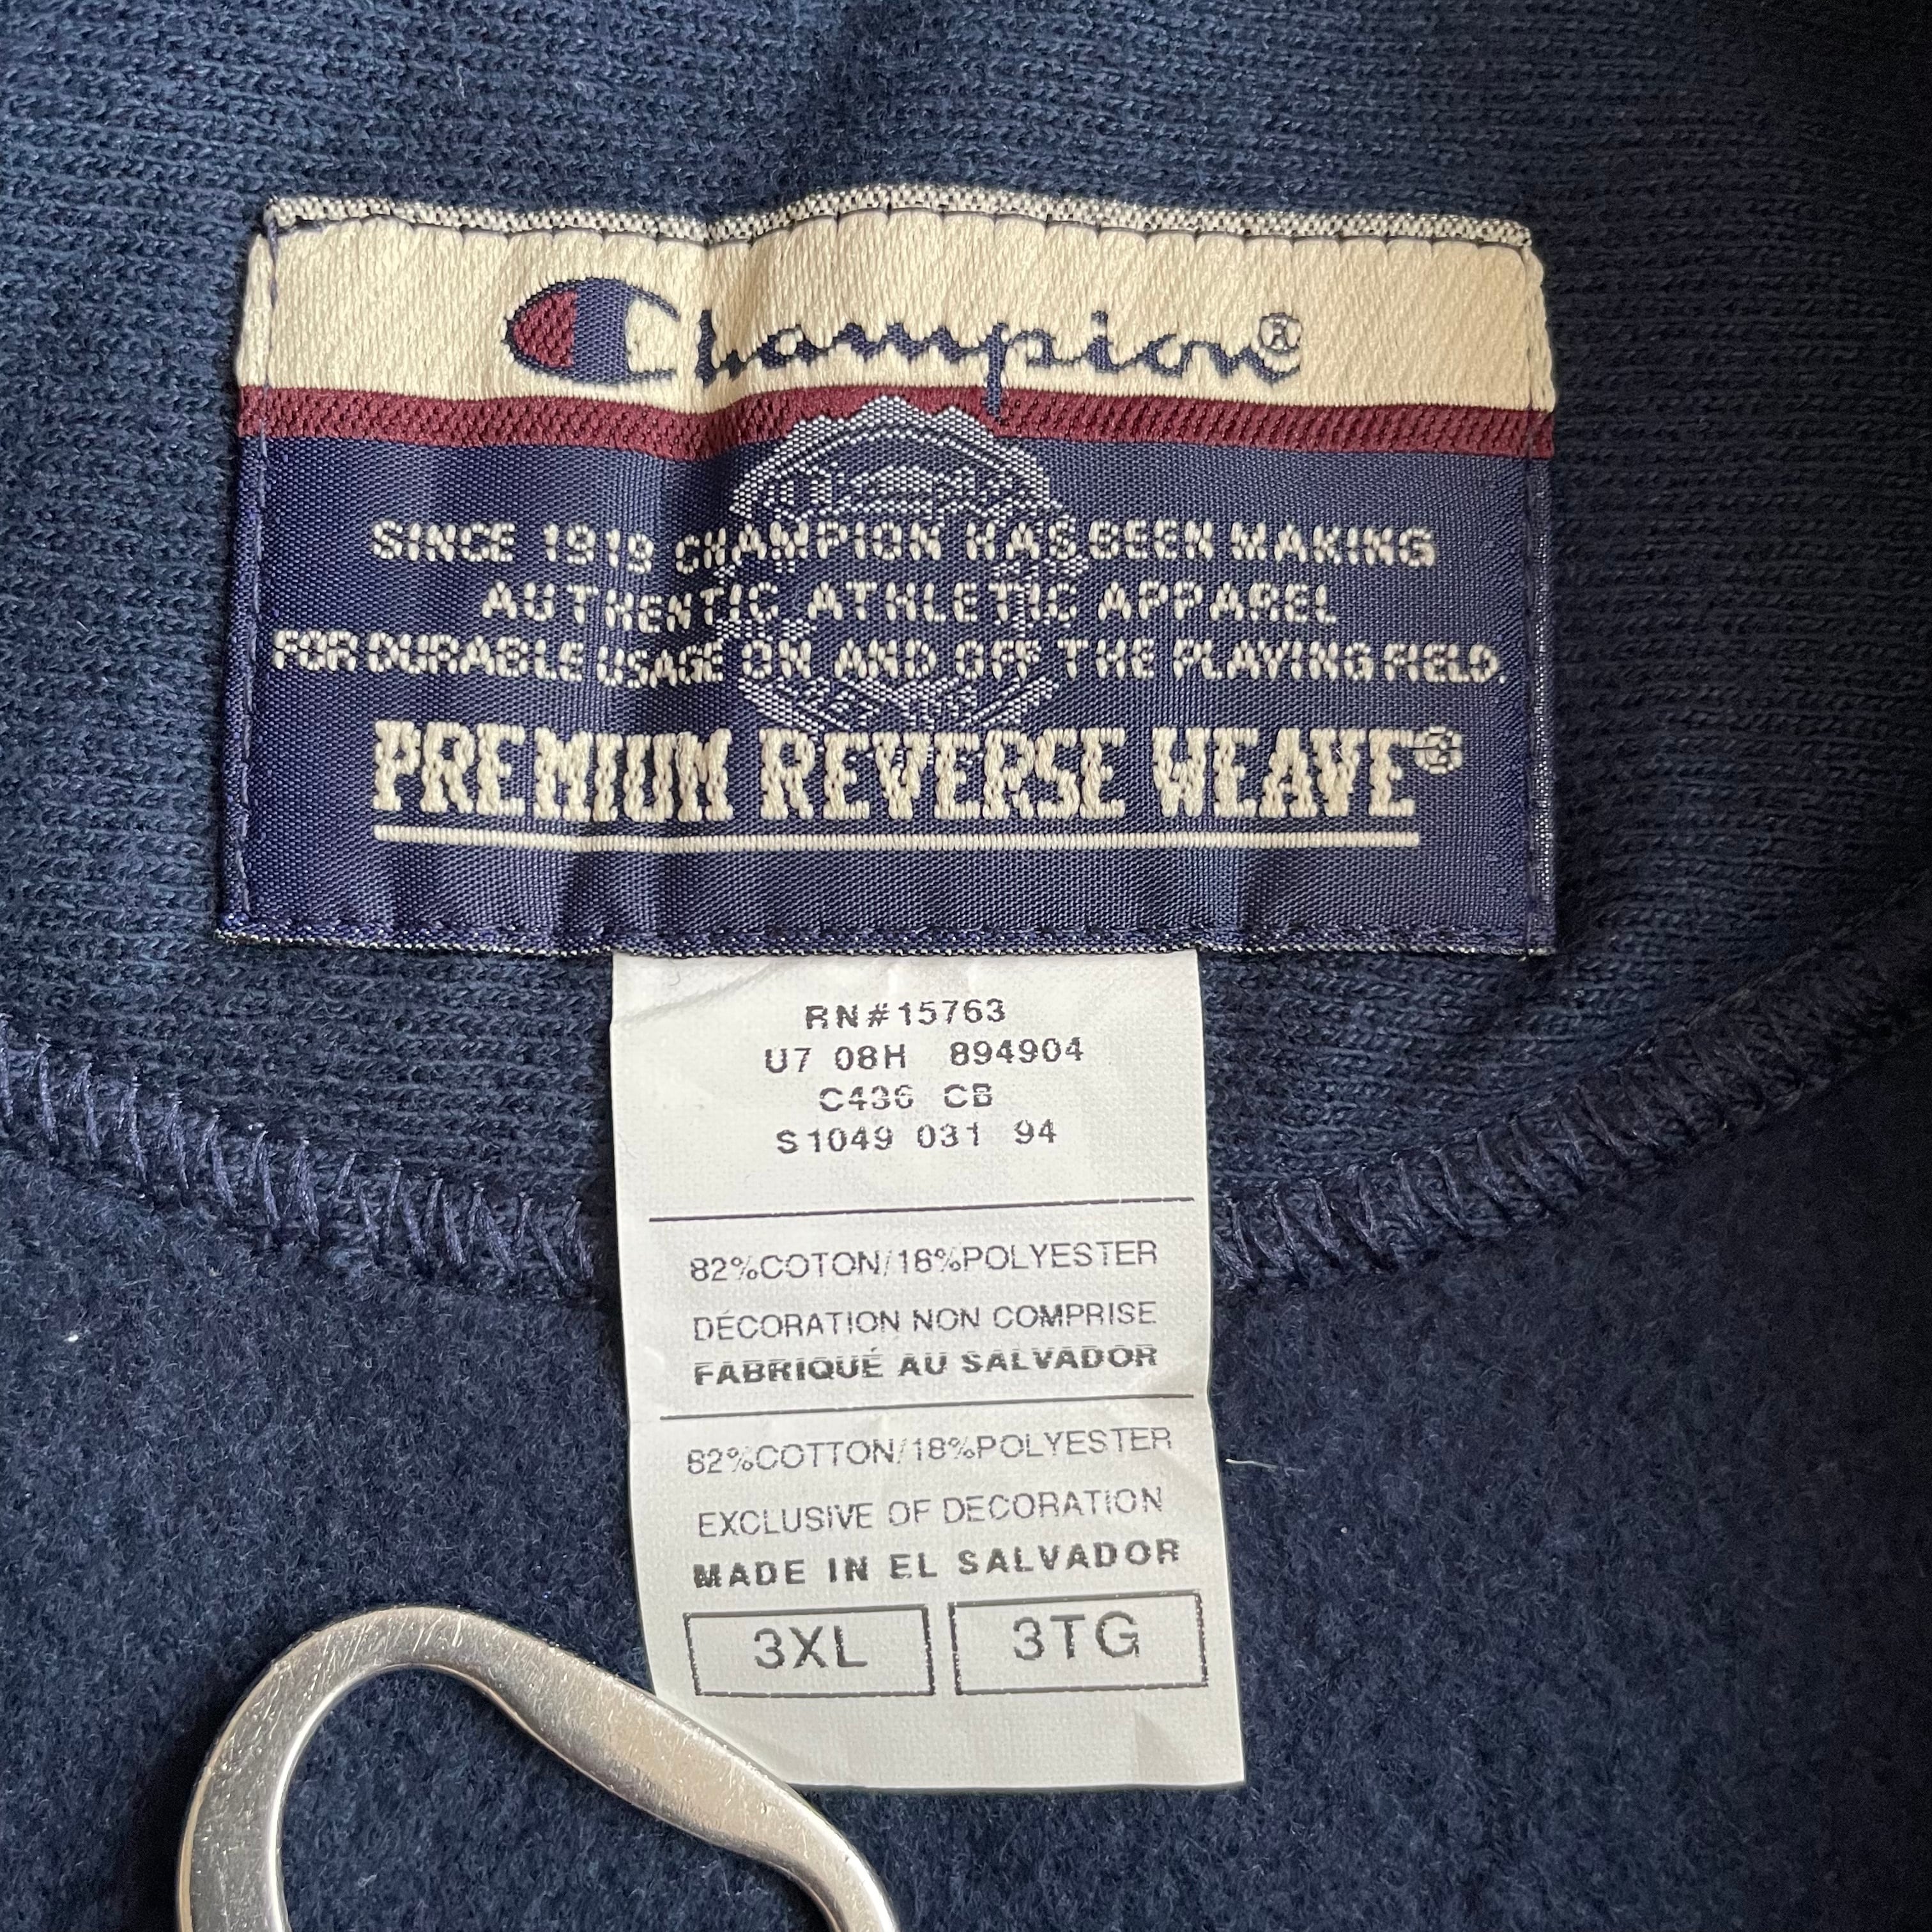 Champion®
SINCE 1919 CHAMPION HAS BEEN MAKING
AUTHENTIC ATHLETIC APPAREL
FOR DURABLE USAGE ON AND OFF THE PLAYING FIELD.
PREMIUM REVERSE WEAVE®
RN#15763
U7 08H 894904
C436 CB
S1049 031 94
82%COTON/18%POLYESTER
DÉCORATION NON COMPRISE
FABRIQUÉ AU SALVADOR
82%COTTON/18%POLYESTER
EXCLUSIVE OF DECORATION
MADE IN EL SALVADOR
3XL 3TG